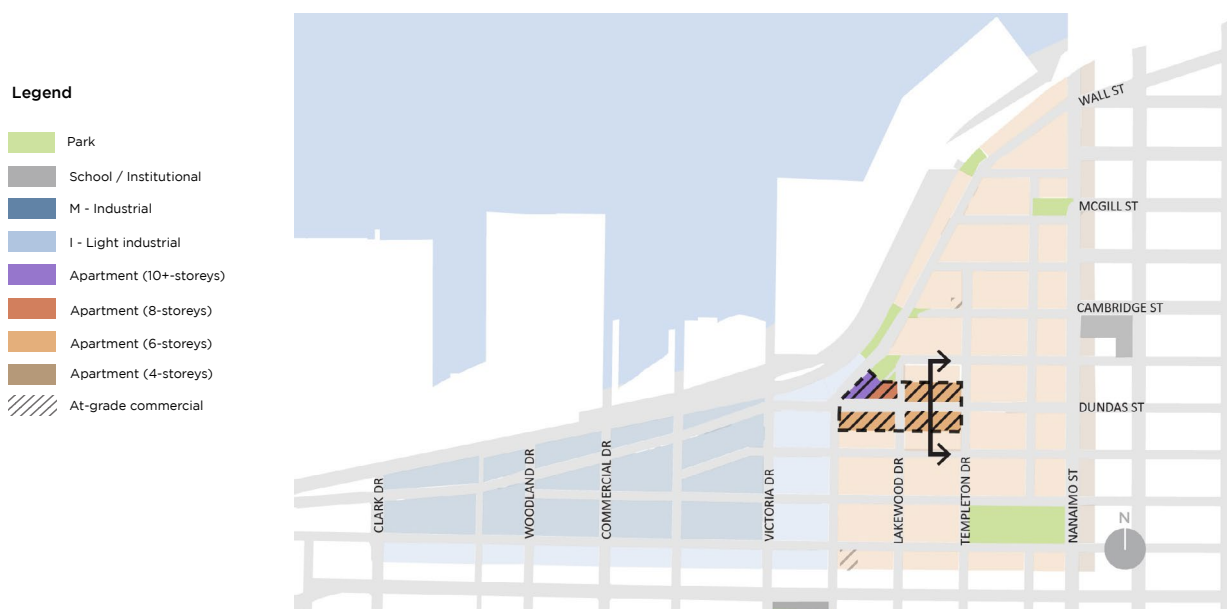 Legend
Park
School / Institutional
M - Industrial
I - Light industrial
Apartment (10+-storeys)
Apartment (8-storeys)
Apartment (6-storeys)
Apartment (4-storeys)
At-grade commercial
WALL ST
MCGILL ST
CAMBRIDGE ST
DUNDAS ST
CLARK DR
WOODLAND DR
COMMERCIAL DR
VICTORIA DR
LAKEWOOD DR
TEMPLETON DR
NANAIMO ST
N